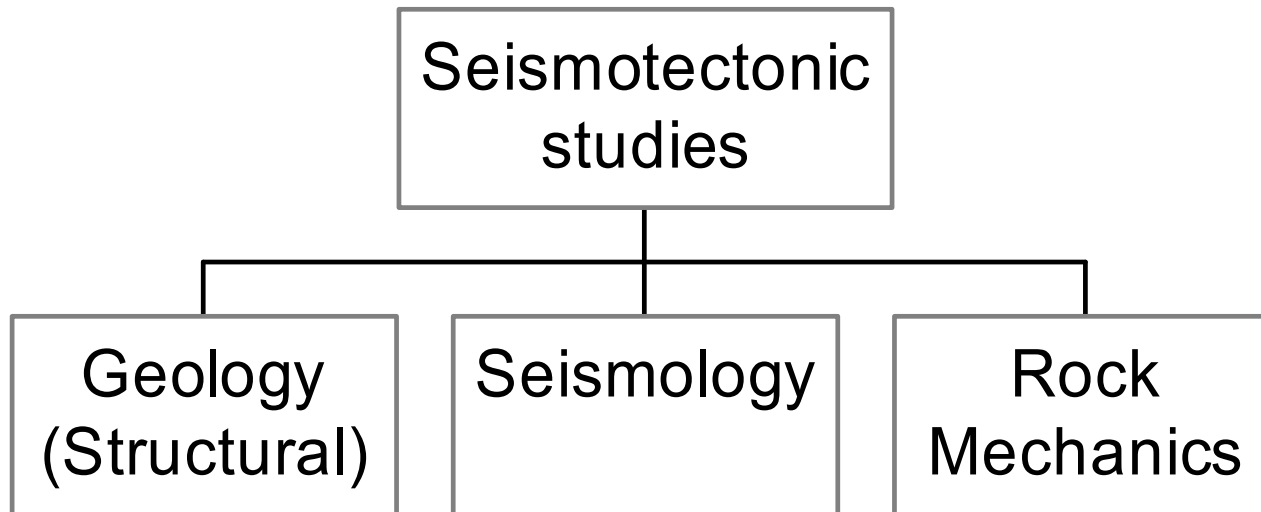 Seismotectonic
studies
Geology
(Structural)
Seismology
Rock
Mechanics